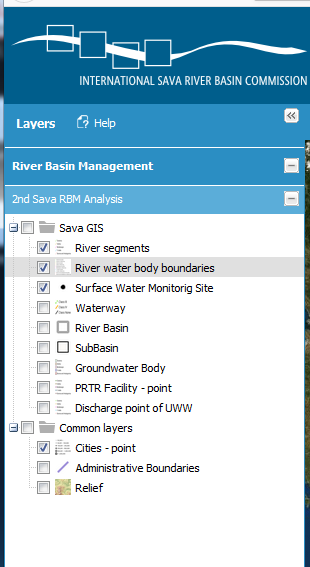 INTERNATIONAL SAVA RIVER BASIN COMMISSION
Layers Help
River Basin Management
2nd Sava RBM Analysis
Sava GIS
River segments
River water body boundaries
Surface Water Monitorig Site
Waterway
River Basin
SubBasin
Groundwater Body
PRTR Facility - point
Discharge point of UWW
Common layers
Cities - point
Administrative Boundaries
Relief